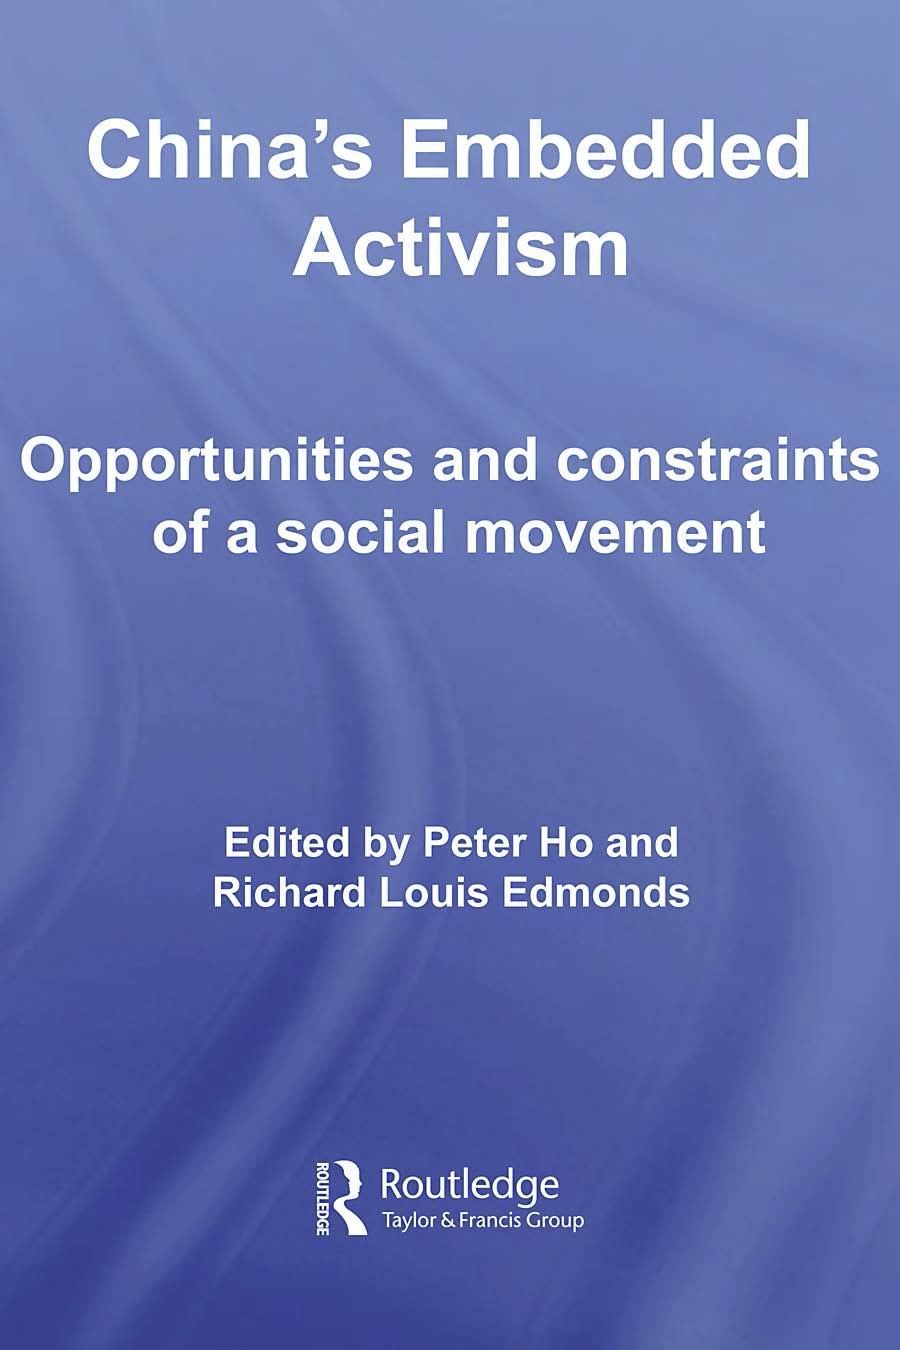 China’s Embedded
Activism
Opportunities and constraints
of a social movement
Edited by Peter Ho and
Richard Louis Edmonds
ROUTLEDGE
Routledge
Taylor & Francis Group